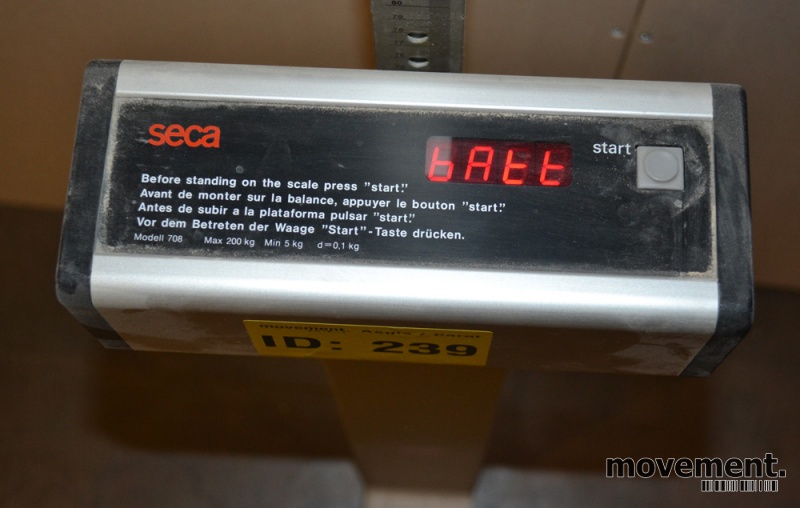 seca
bAtt
start
Before standing on the scale press "start."
Avant de monter sur la balance, appuyer le bouton "start."
Antes de subir a la plataforma pulsar "start."
Vor dem Betreten der Waage "Start"-Taste drücken.
Modell 708 Max 200 kg Min 5 kg d=0,1 kg
movement.
ID: 239
movement.